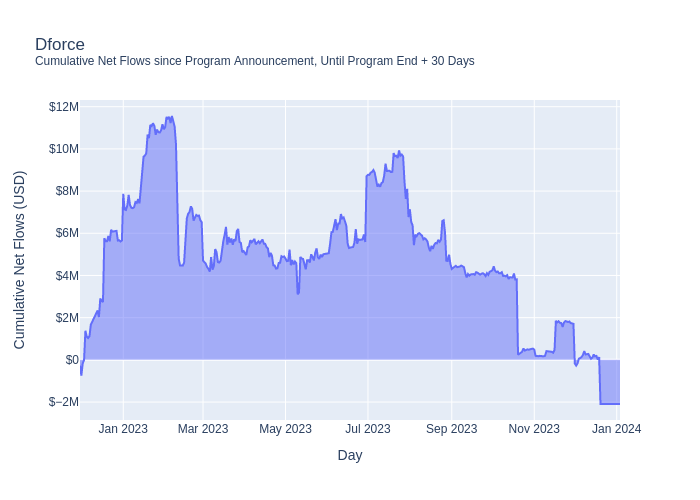 Dforce
Cumulative Net Flows since Program Announcement, Until Program End + 30 Days
Cumulative Net Flows (USD)
$12M
$10M
$8M
$6M
$4M
$2M
$0
$−2M
Jan 2023
Mar 2023
May 2023
Jul 2023
Sep 2023
Nov 2023
Jan 2024
Day